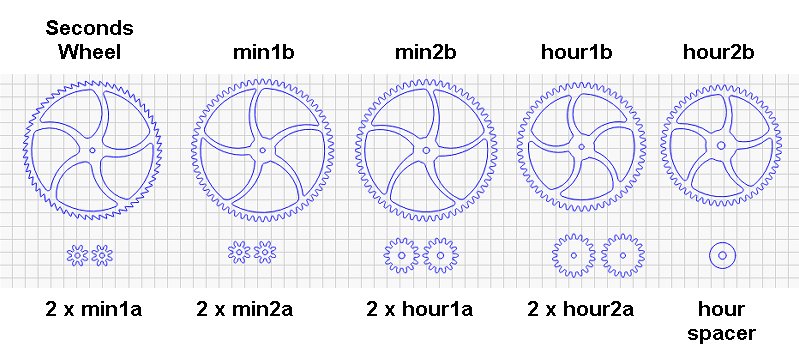 Seconds
Wheel
min1b
min2b
hour1b
hour2b
2 x min1a
2 x min2a
2 x hour1a
2 x hour2a
hour
spacer